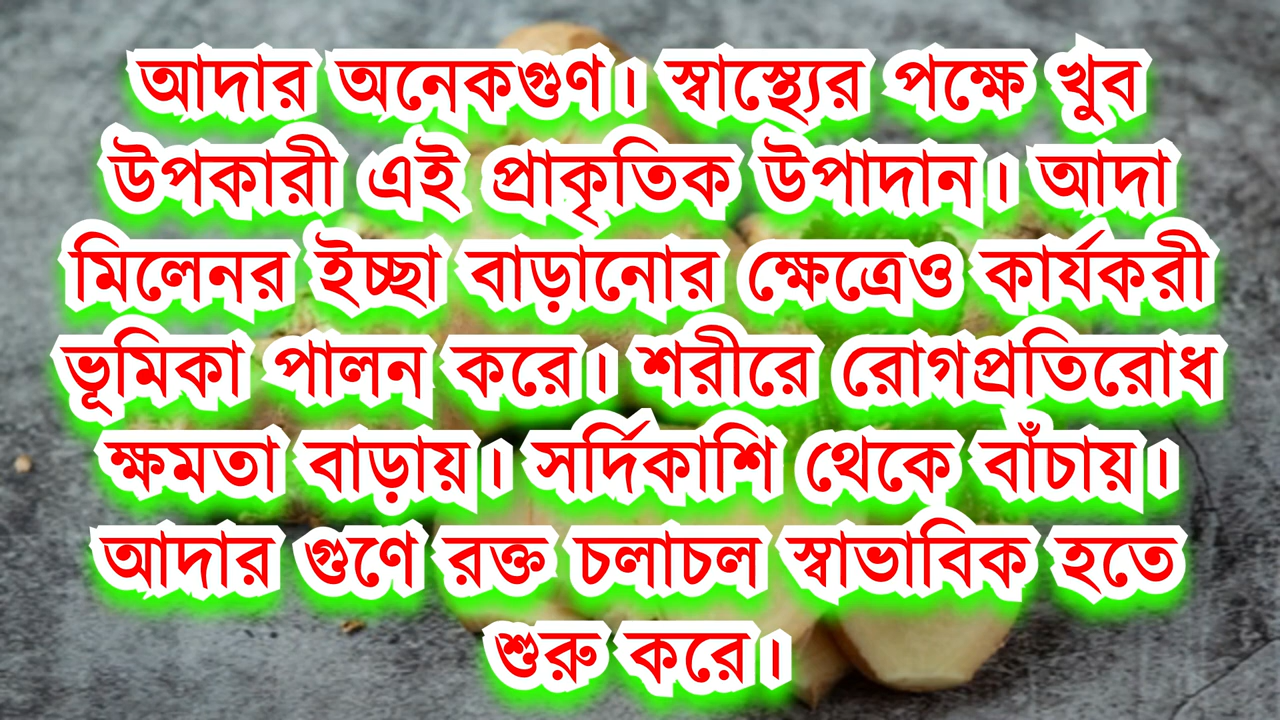 আদার অনেকগুণ। স্বাস্থ্যের পক্ষে খুব
উপকারী এই প্রাকৃতিক উপাদান। আদা
মিলেনর ইচ্ছা বাড়ানোর ক্ষেত্রেও কার্যকরী
ভূমিকা পালন করে। শরীরে রোগপ্রতিরোধ
ক্ষমতা বাড়ায়। সর্দিকাশি থেকে বাঁচায়।
আদার গুণে রক্ত চলাচল স্বাভাবিক হতে
শুরু করে।